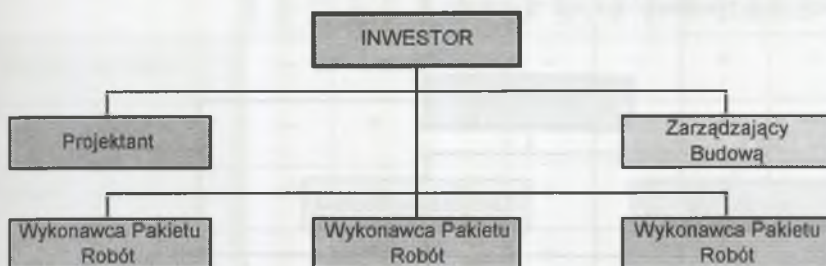 INWESTOR
Projektant
Zarządzający
Budową
Wykonawca Pakietu
Robót
Wykonawca Pakietu
Robót
Wykonawca Pakietu
Robót